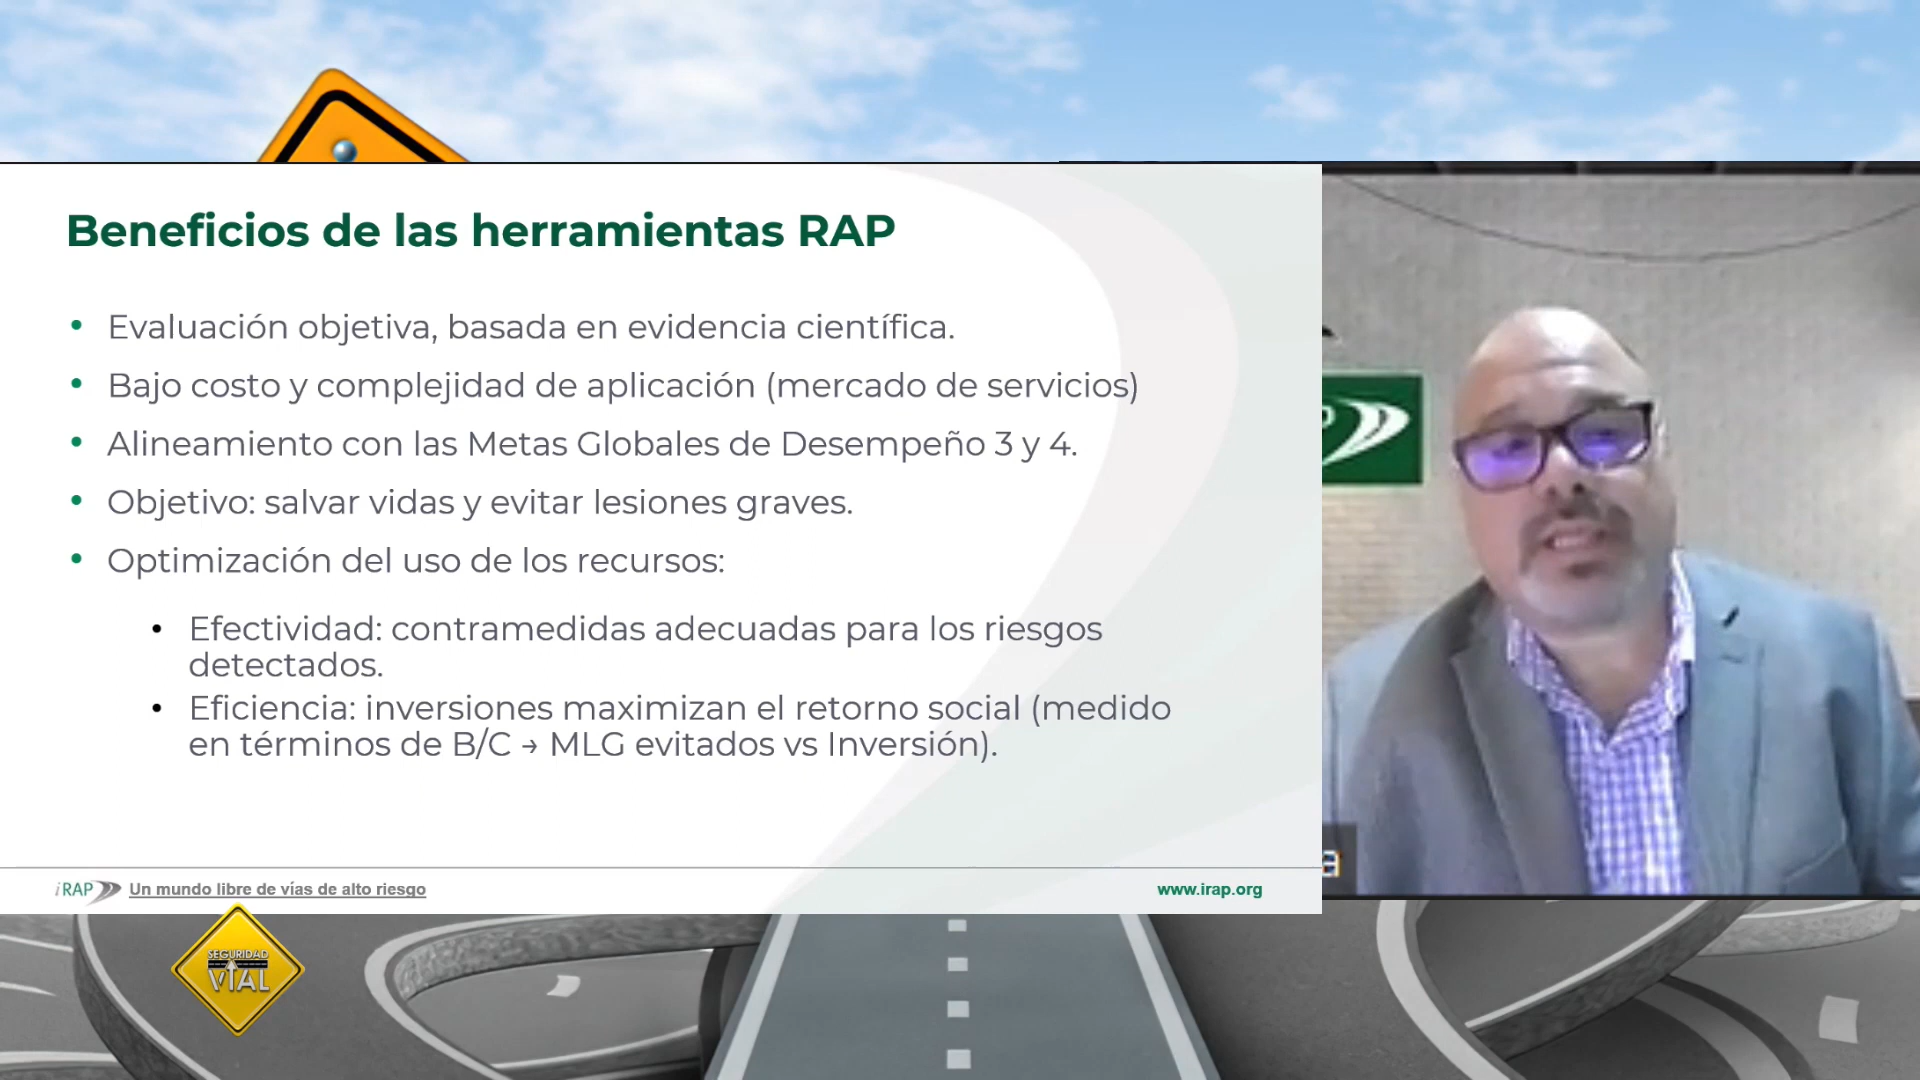 Beneficios de las herramientas RAP
• Evaluación objetiva, basada en evidencia científica.
• Bajo costo y complejidad de aplicación (mercado de servicios)
• Alineamiento con las Metas Globales de Desempeño 3 y 4.
• Objetivo: salvar vidas y evitar lesiones graves.
• Optimización del uso de los recursos:
• Efectividad: contramedidas adecuadas para los riesgos
detectados.
• Eficiencia: inversiones maximizan el retorno social (medido
en términos de B/C → MLG evitados vs Inversión).
iRAP Un mundo libre de vías de alto riesgo
www.irap.org
SEGURIDAD
VIAL